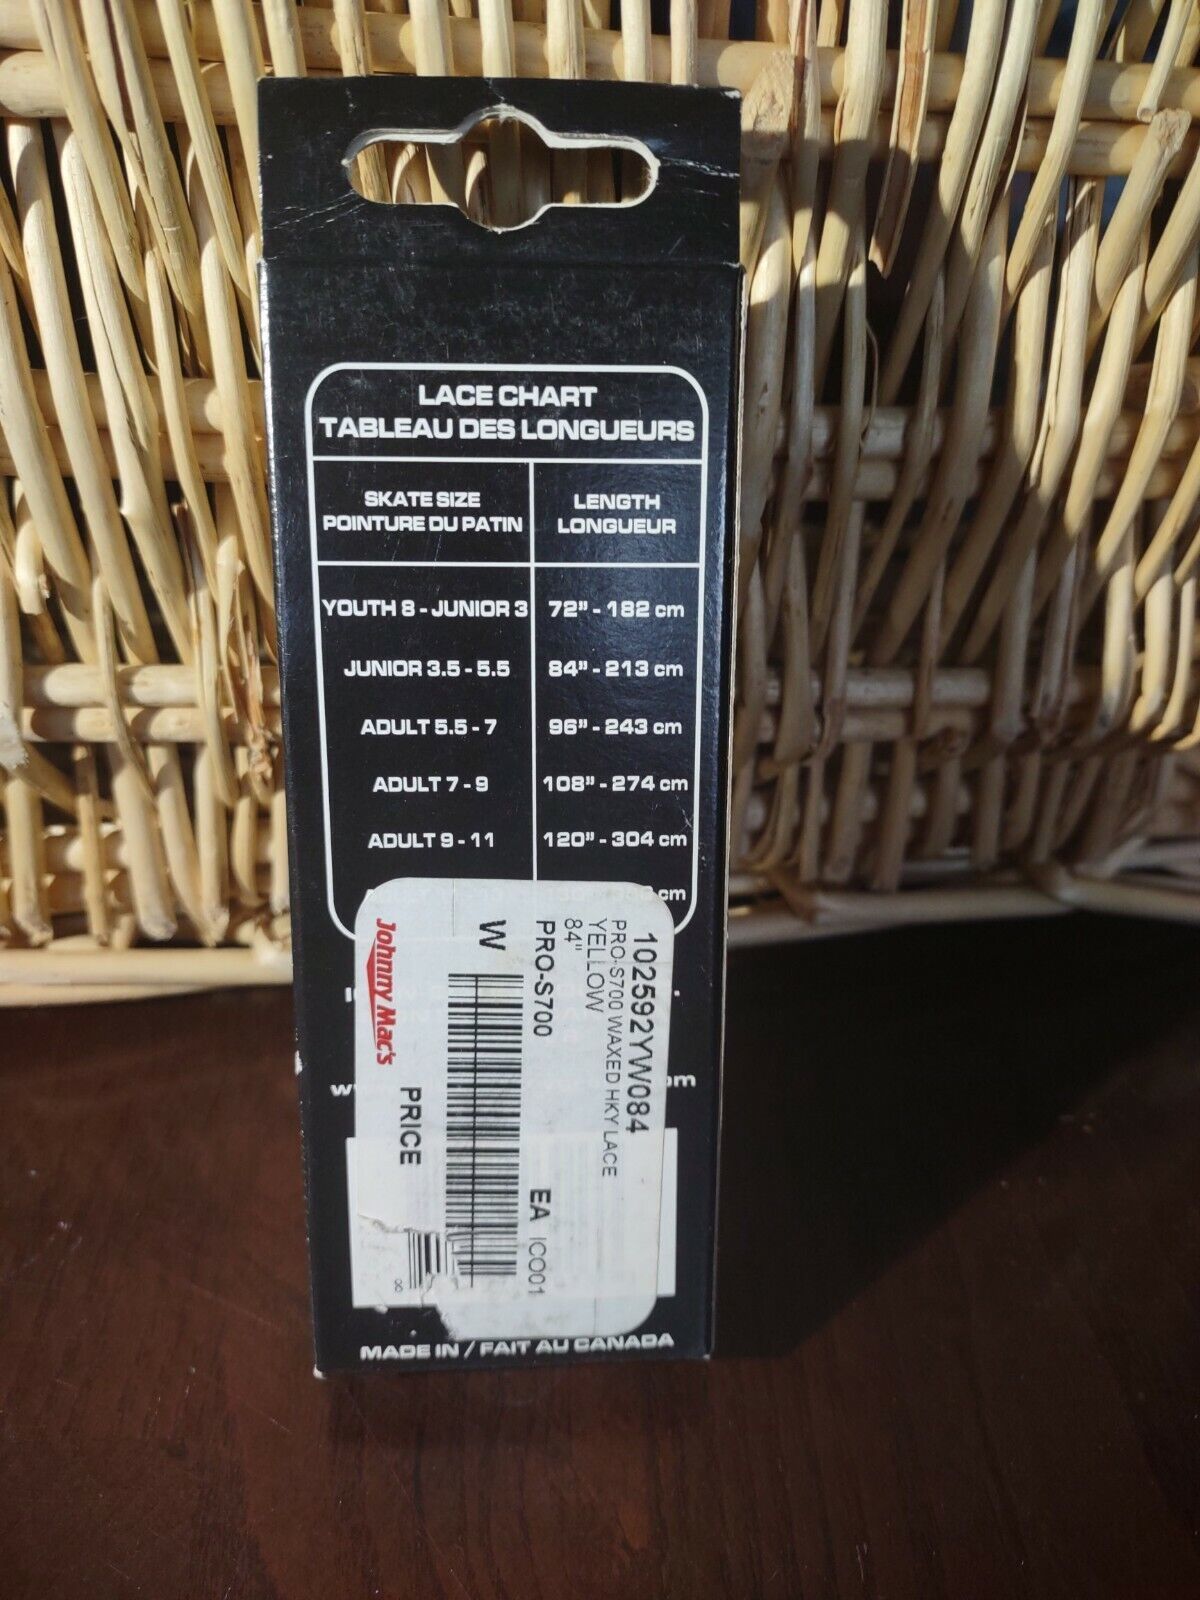 LACE CHART
TABLEAU DES LONGUEURS
SKATE SIZE
POINTURE DU PATIN
LENGTH
LONGUEUR
YOUTH 8 - JUNIOR 3 72" - 182 cm
JUNIOR 3.5 - 5.5 84" - 213 cm
ADULT 5.5 - 7 96" - 243 cm
ADULT 7 - 9 108" - 274 cm
ADULT 9 - 11 120" - 304 cm
cm
102592YW084
PRO-S700 WAXED HKY LACE
YELLOW
84"
PRO-S700
EA ICO01
W
PRICE
Johnny Mac's
MADE IN / FAIT AU CANADA